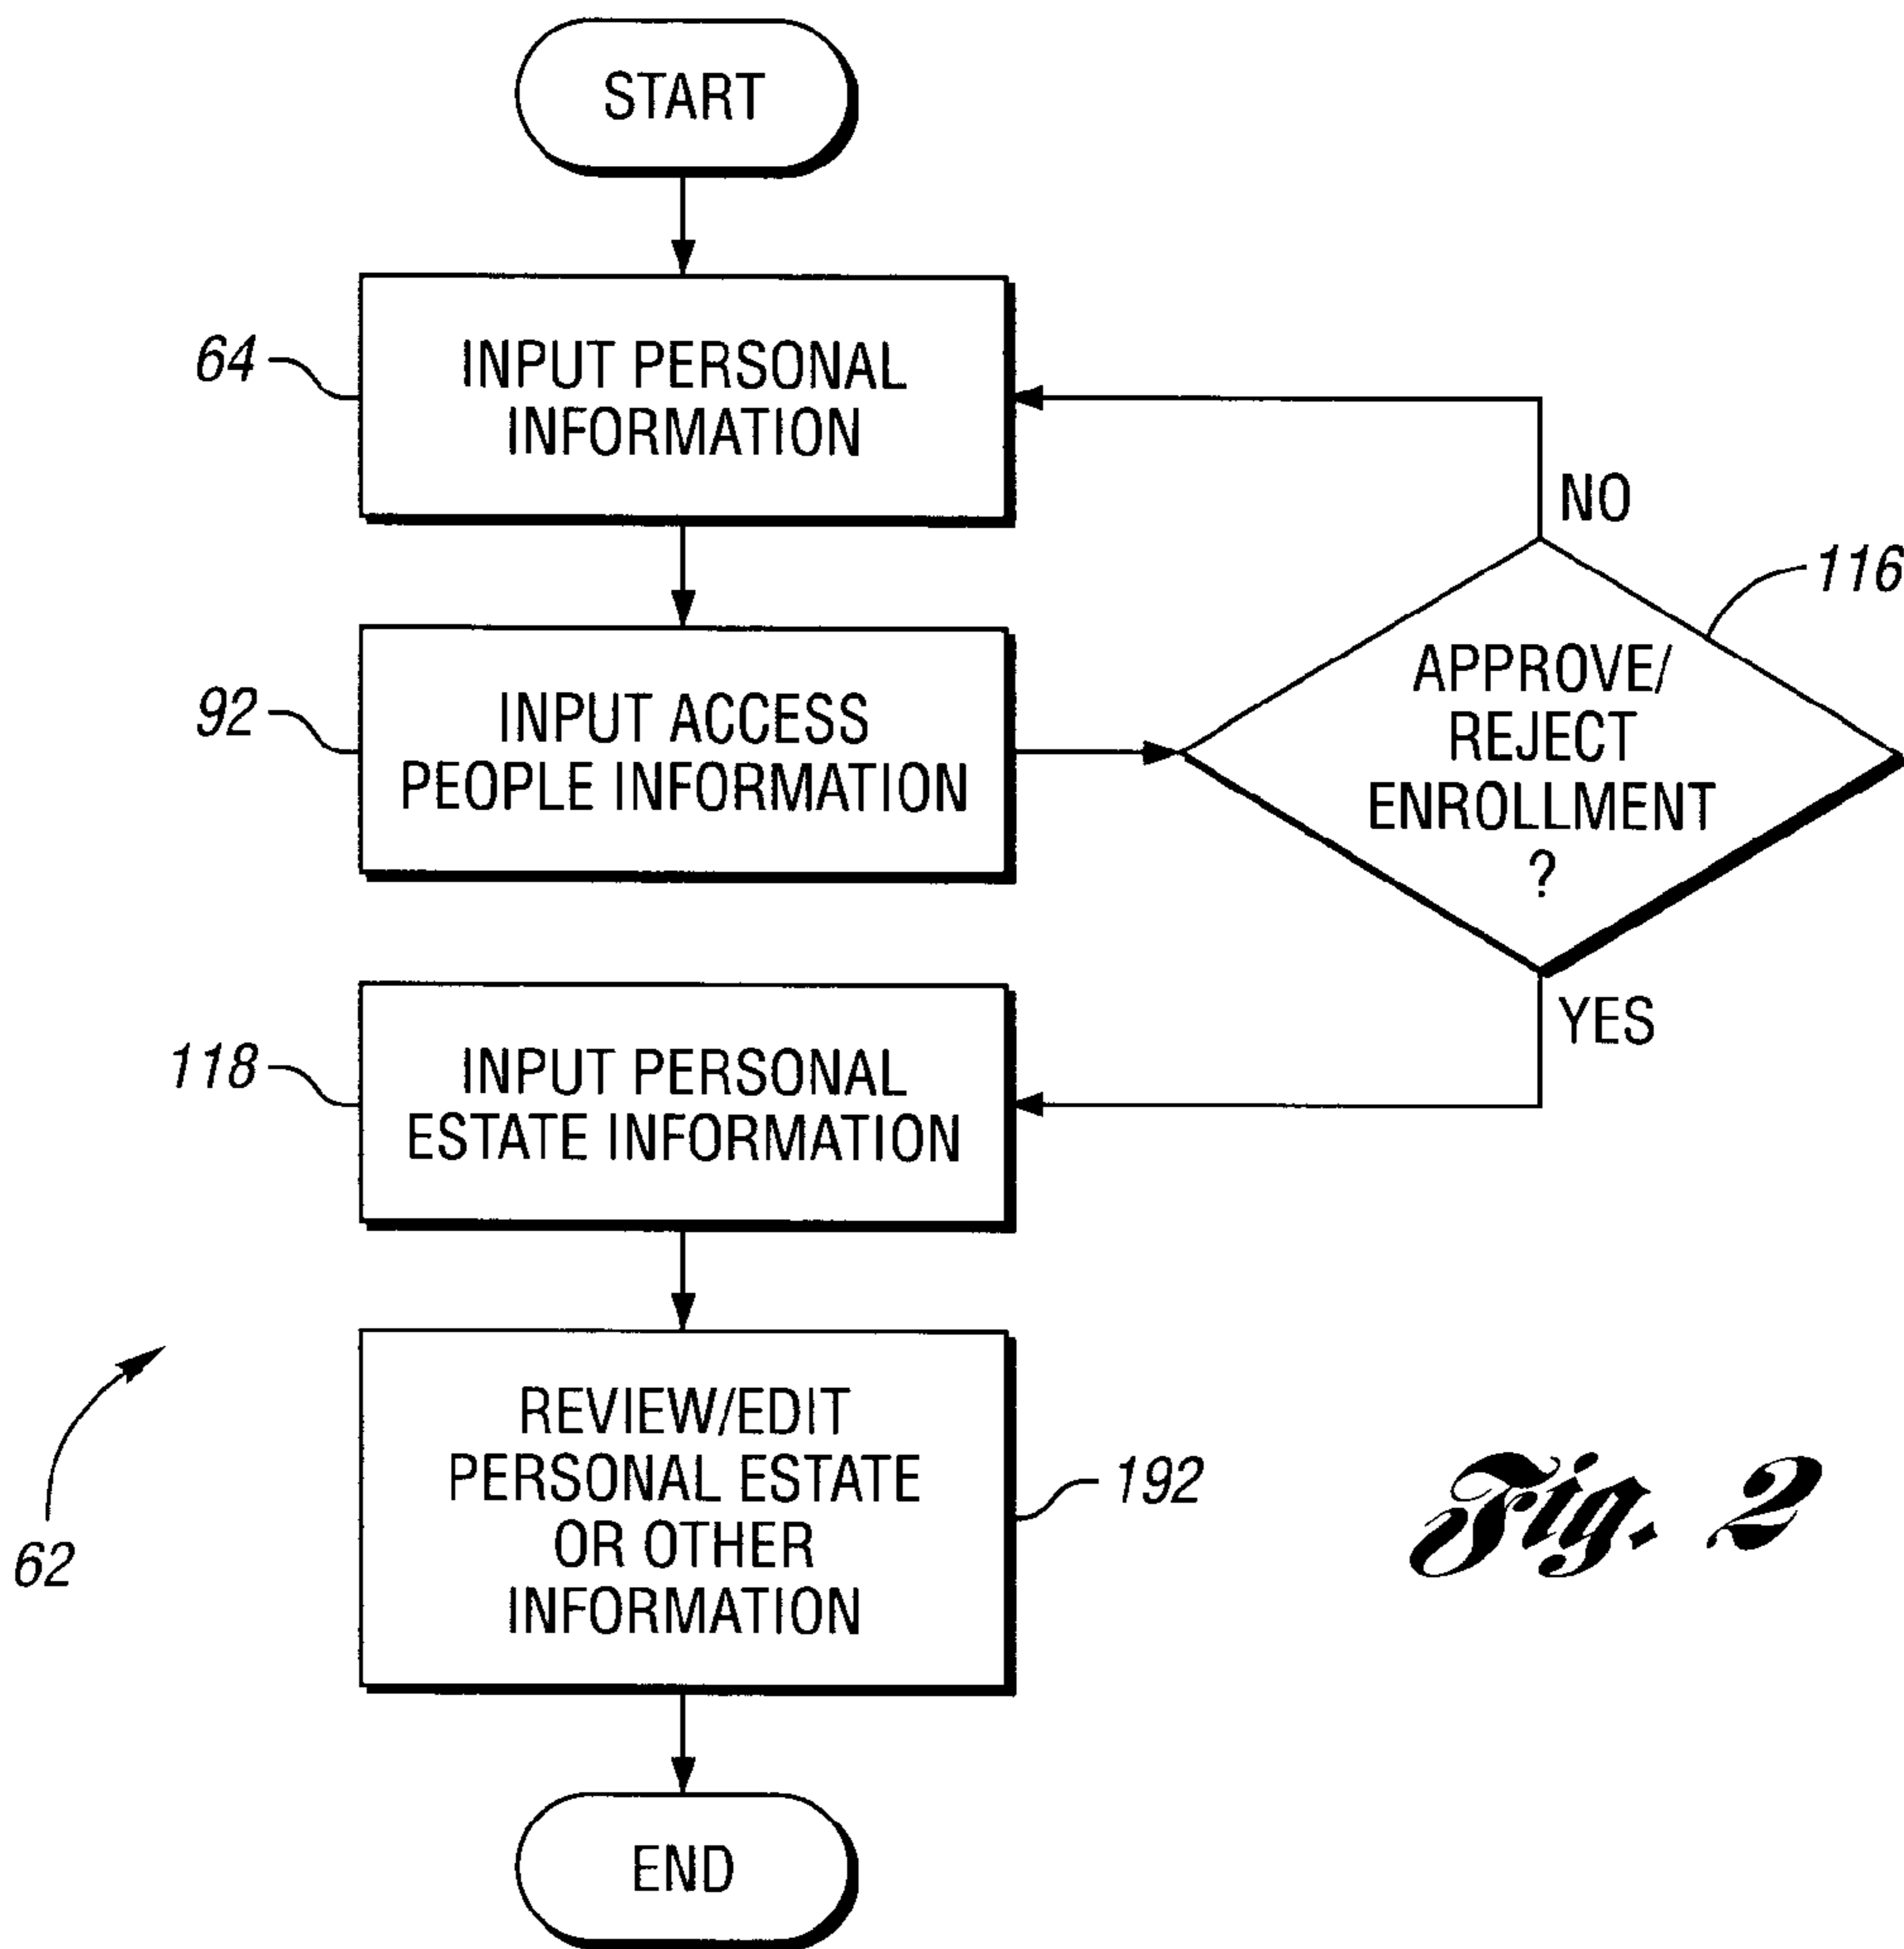 START
64
INPUT PERSONAL
INFORMATION
NO
116
92
INPUT ACCESS
PEOPLE INFORMATION
APPROVE/
REJECT
ENROLLMENT
?
YES
118
INPUT PERSONAL
ESTATE INFORMATION
62
REVIEW/EDIT
PERSONAL ESTATE
OR OTHER
INFORMATION
192
Fig. 2
END